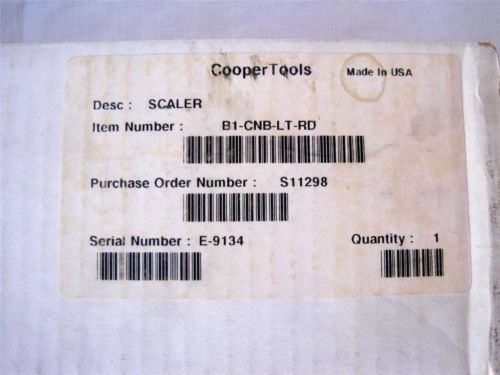 CooperTools
Made In USA
Desc : SCALER
Item Number : B1-CNB-LT-RD
Purchase Order Number : S11298
Serial Number : E-9134
Quantity : 1